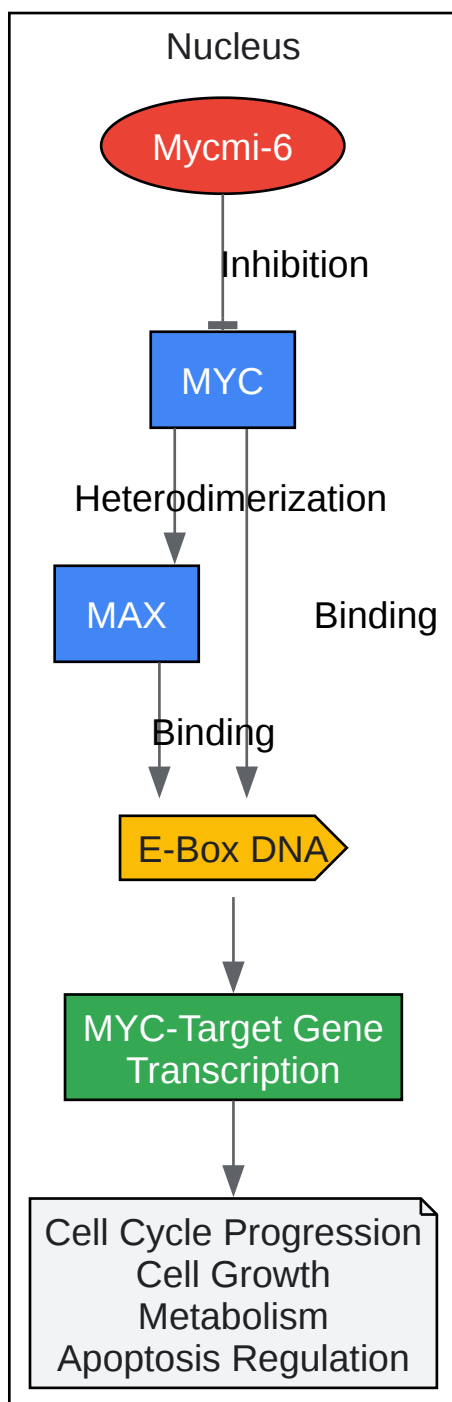 Nucleus
Mycmi-6
Inhibition
MYC
Heterodimerization
MAX
Binding
Binding
E-Box DNA
MYC-Target Gene
Transcription
Cell Cycle Progression
Cell Growth
Metabolism
Apoptosis Regulation